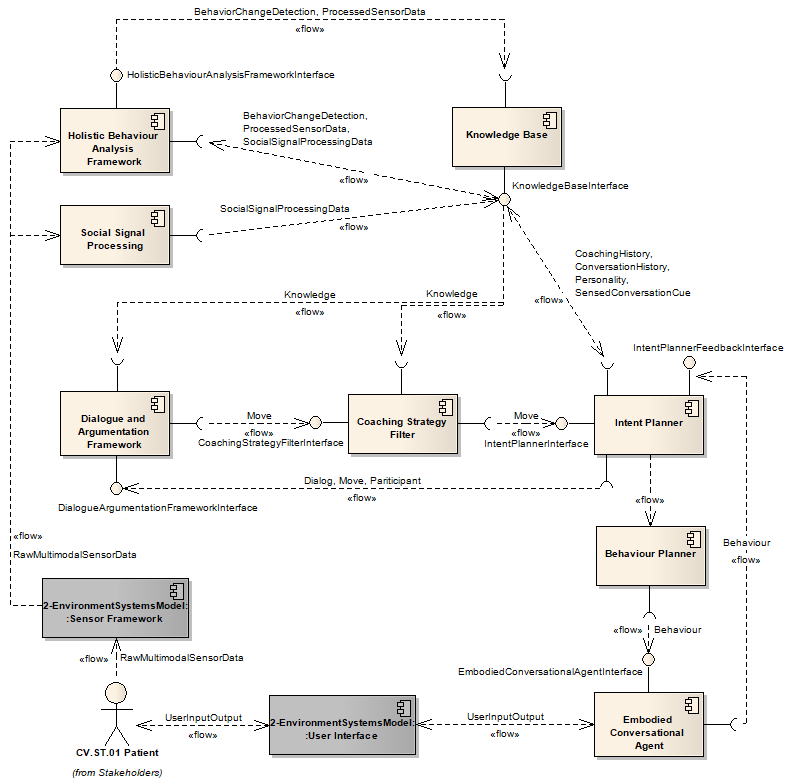 BehaviorChangeDetection, ProcessedSensorData
«flow»
HolisticBehaviourAnalysisFrameworkInterface
Holistic Behaviour
Analysis
Framework
BehaviorChangeDetection,
ProcessedSensorData,
SocialSignalProcessingData
«flow»
Knowledge Base
KnowledgeBaseInterface
Social Signal
Processing
SocialSignalProcessingData
«flow»
CoachingHistory,
ConversationHistory,
Personality,
SensedConversationCue
«flow»
Knowledge
«flow»
Knowledge
«flow»
IntentPlannerFeedbackInterface
Dialogue and
Argumentation
Framework
Move
«flow»
CoachingStrategyFilterInterface
Coaching Strategy
Filter
Move
«flow»
IntentPlannerInterface
Intent Planner
Dialog, Move, Pariticipant
«flow»
DialogueArgumentationFrameworkInterface
«flow»
Behaviour Planner
Behaviour
«flow»
«flow»
RawMultimodalSensorData
2-EnvironmentSystemsModel:
:Sensor Framework
«flow»
Behaviour
«flow»
RawMultimodalSensorData
EmbodiedConversationalAgentInterface
UserInputOutput
«flow»
2-EnvironmentSystemsModel:
:User Interface
UserInputOutput
«flow»
Embodied
Conversational
Agent
CV.ST.01 Patient
(from Stakeholders)